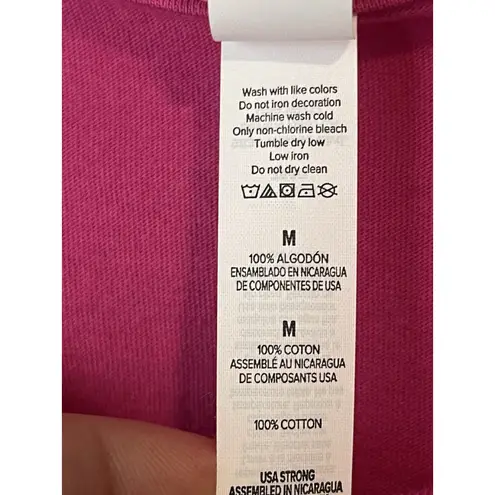 Wash with like colors
Do not iron decoration
Machine wash cold
Only non-chlorine bleach
Tumble dry low
Low iron
Do not dry clean
M
100% ALGODÓN
ENSAMBLADO EN NICARAGUA
DE COMPONENTES DE USA
M
100% COTON
ASSEMBLÉ AU NICARAGUA
DE COMPOSANTS USA
100% COTTON
USA STRONG
ASSEMBLED IN NICARAGUA